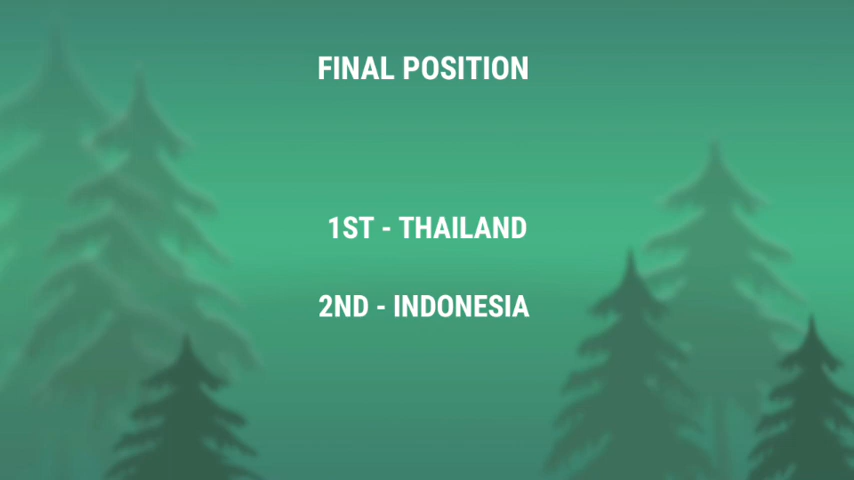 FINAL POSITION
1ST - THAILAND
2ND - INDONESIA